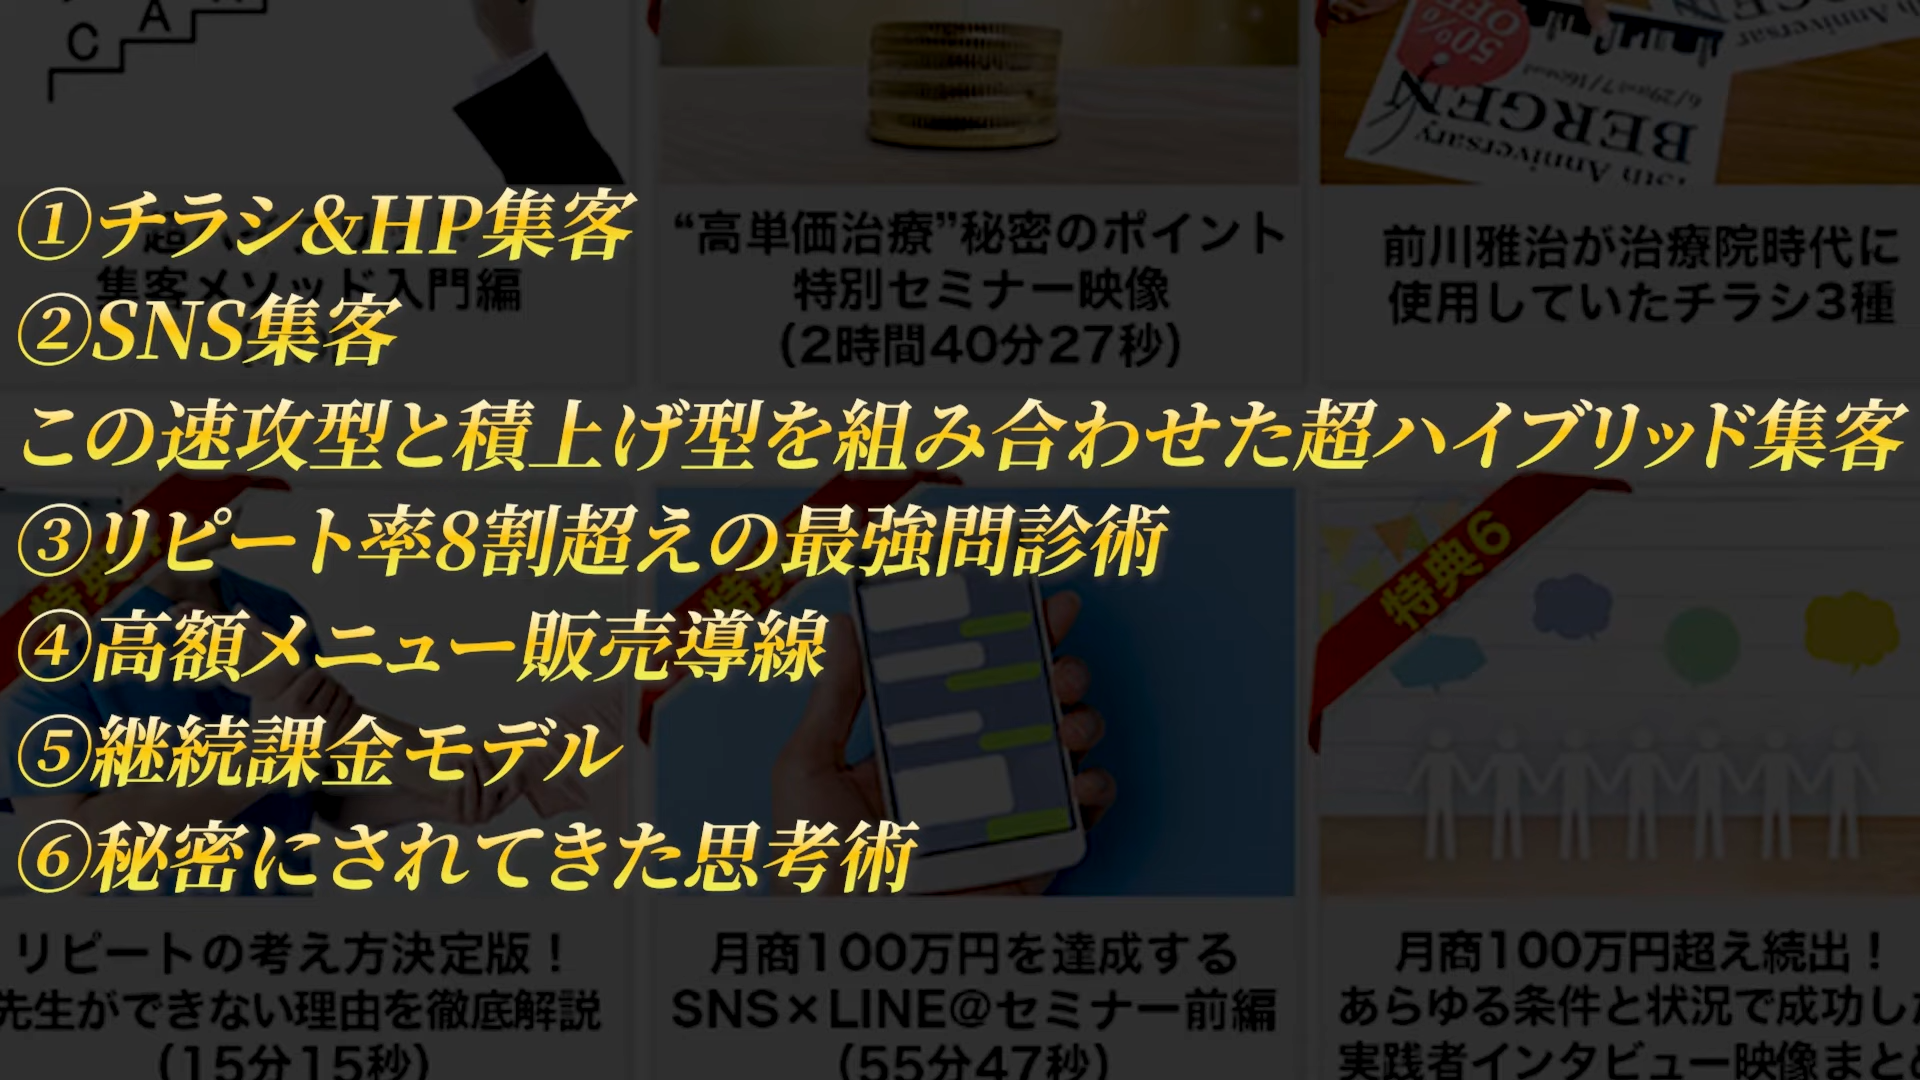 C
A
50%
OFF
BERGEN
15th Anniversary
“高単価治療”秘密のポイント
特別セミナー映像
(2時間40分27秒)
前川雅治が治療院時代に
使用していたチラシ3種
集客メソッド入門編
①チラシ&HP集客
②SNS集客
この速攻型と積上げ型を組み合わせた超ハイブリッド集客
③リピート率8割超えの最強問診術
④高額メニュー販売導線
⑤継続課金モデル
⑥秘密にされてきた思考術
特典6
リピートの考え方決定版！
先生ができない理由を徹底解説
(15分15秒)
月商100万円を達成する
SNS×LINE@セミナー前編
(55分47秒)
月商100万円超え続出！
あらゆる条件と状況で成功し
実践者インタビュー映像まと